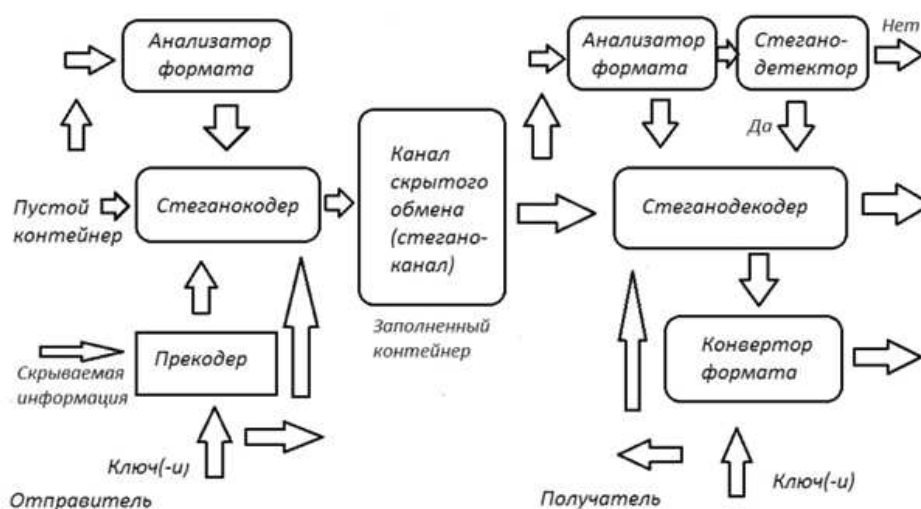 Анализатор
формата
Анализатор
формата
Стегано-
детектор
Нет
Да
Пустой
контейнер
Стеганокодер
Канал
скрытого
обмена
(стегано-
канал)
Стеганодекодер
Заполненный
контейнер
Скрываемая
информация
Прекодер
Конвертор
формата
Ключ(-и)
Отправитель
Получатель
Ключ(-и)